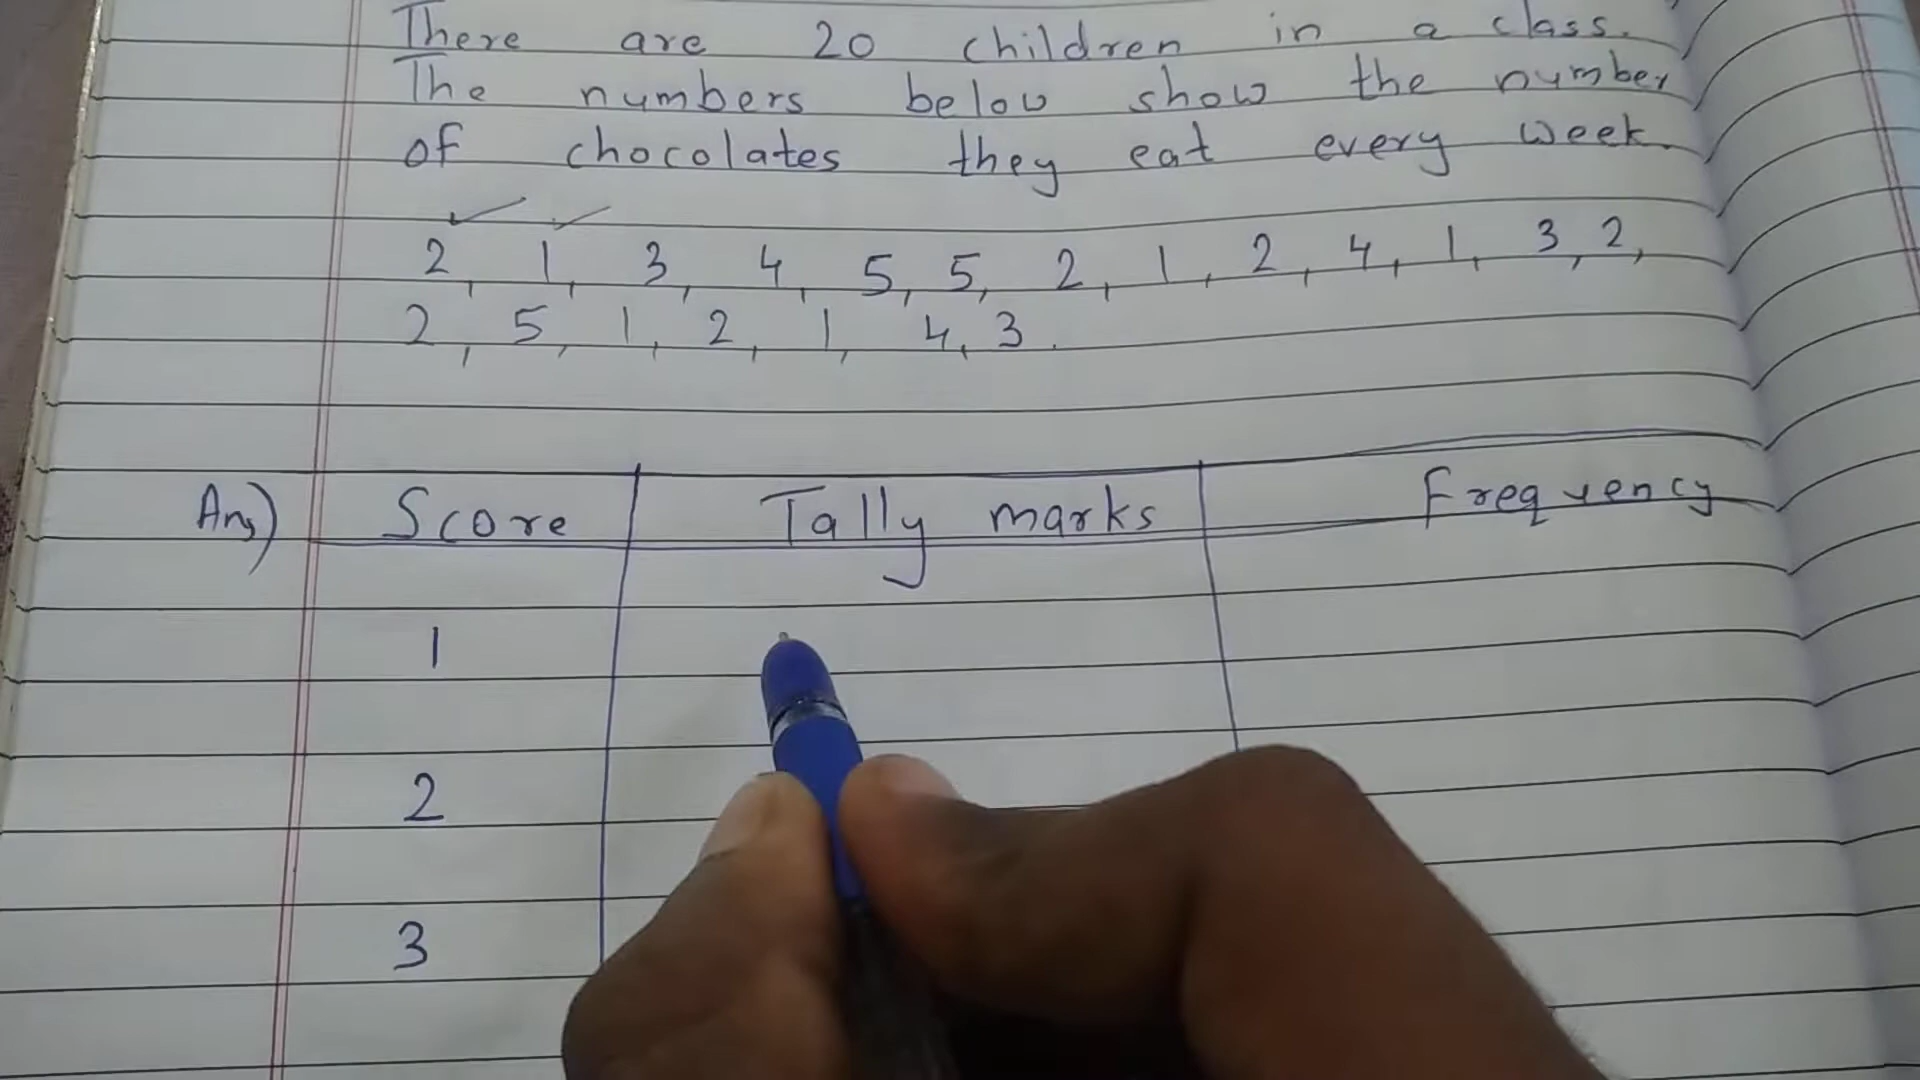 There are 20 children in a class.
The numbers below show the number
of chocolates they eat every week.
2, 1, 3, 4, 5, 5, 2, 1, 2, 4, 1, 3, 2,
2, 5, 1, 2, 1, 4, 3.
Ans) Score Tally marks Frequency
1
2
3